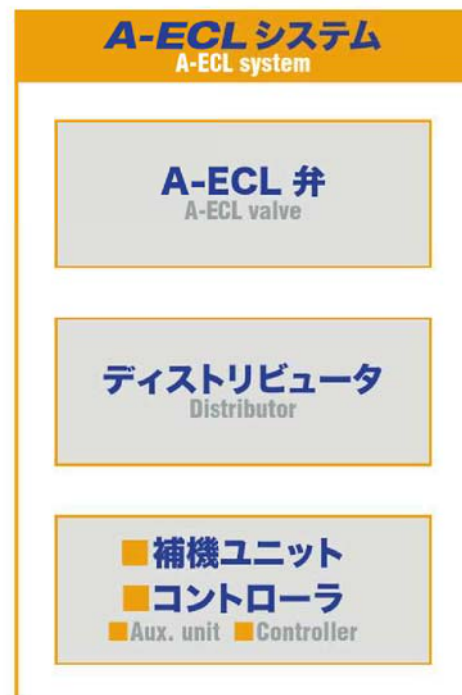 A-ECLシステム
A-ECL system
A-ECL 弁
A-ECL valve
ディストリビュータ
Distributor
■補機ユニット
■コントローラ
■Aux. unit ■Controller